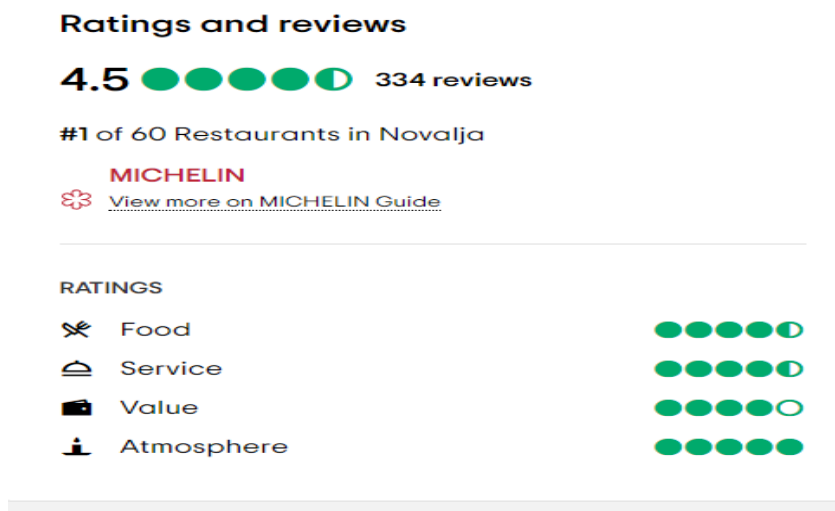 Ratings and reviews
4.5 334 reviews
#1 of 60 Restaurants in Novalja
MICHELIN
View more on MICHELIN Guide
RATINGS
Food
Service
Value
Atmosphere